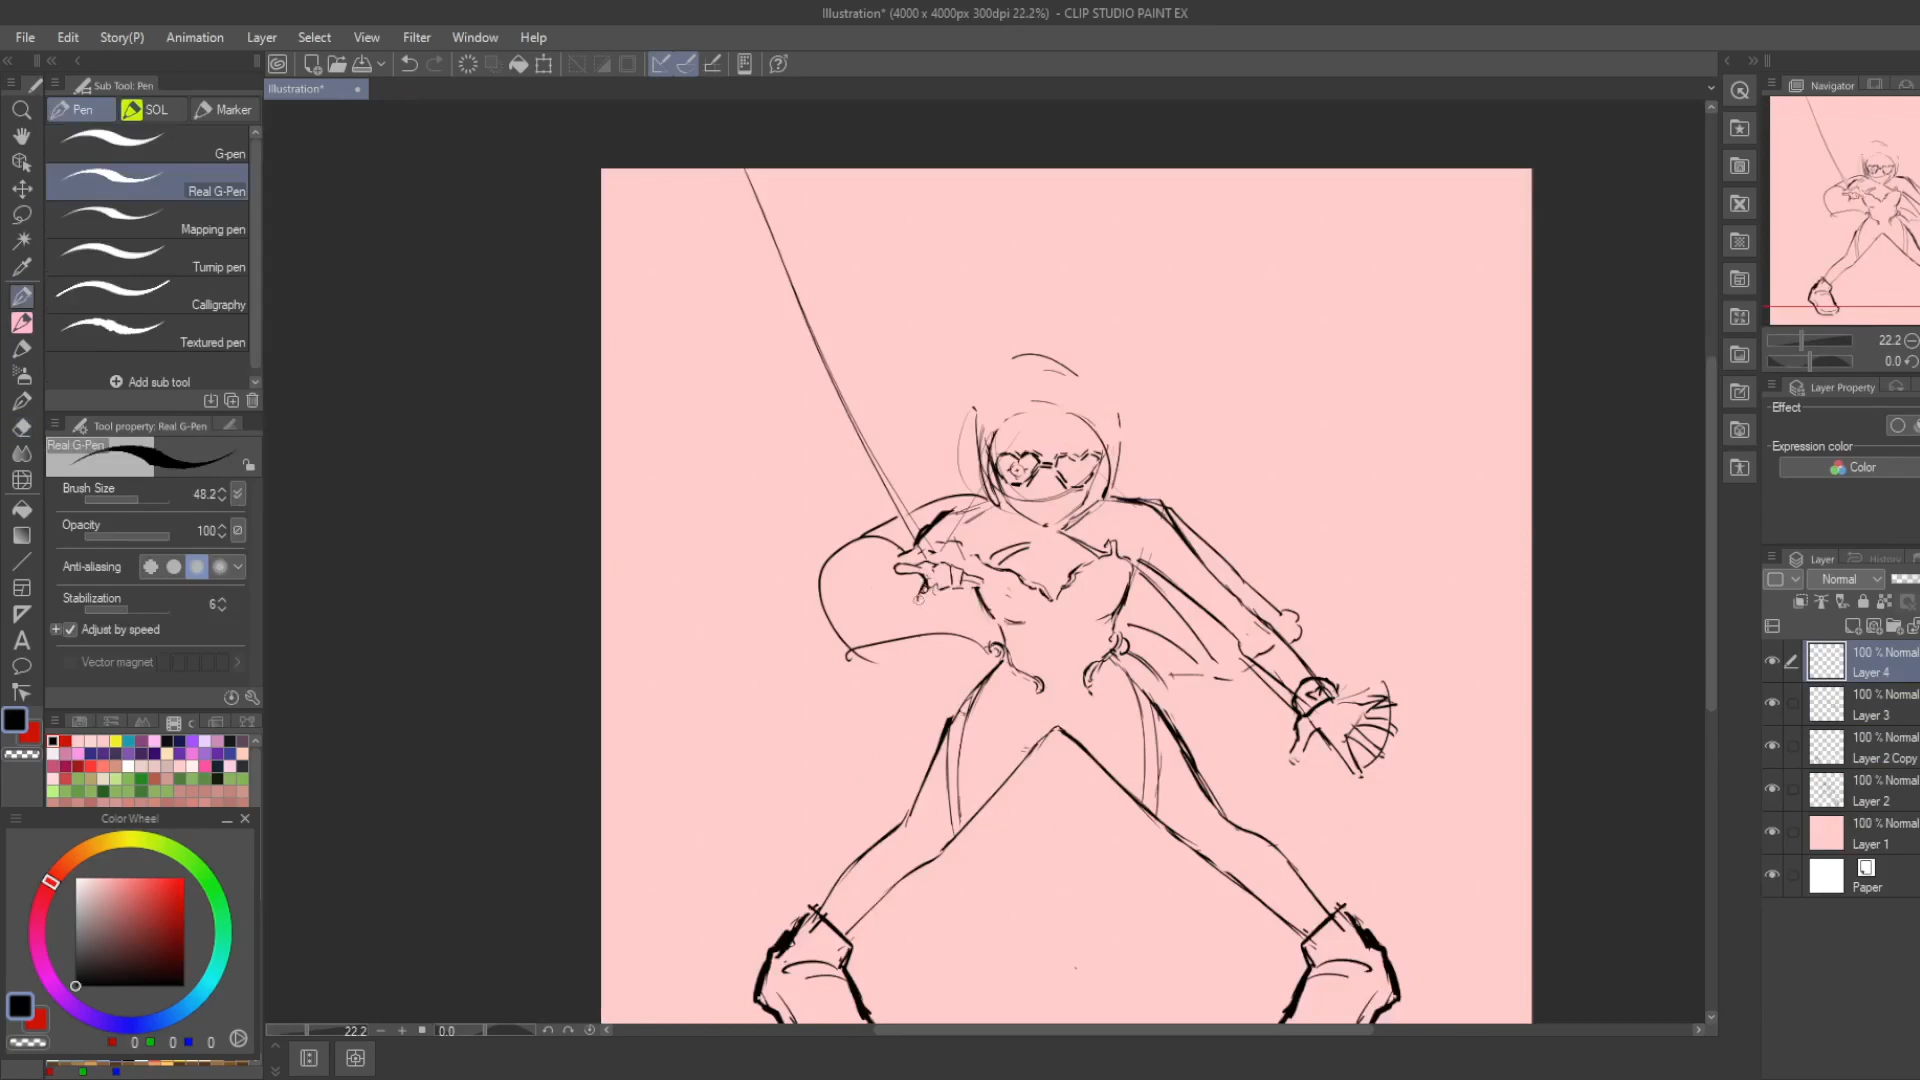 Illustration* (4000 x 4000px 300dpi 22.2%) - CLIP STUDIO PAINT EX
File Edit Story(P) Animation Layer Select View Filter Window Help
Sub Tool: Pen
Pen SOL Marker
Illustration*
G-pen
Real G-Pen
Mapping pen
Turnip pen
Calligraphy
Textured pen
Add sub tool
Tool property: Real G-Pen
Real G-Pen
Brush Size 48.2
Opacity 100
Anti-aliasing
Stabilization 6
Adjust by speed
Vector magnet
Color Wheel
0 0 0
22.2 0.0
Navigator
22.2
0.0
Layer Property
Effect
Expression color
Color
Layer History
Normal
100 % Normal
Layer 4
100 % Normal
Layer 3
100 % Normal
Layer 2 Copy
100 % Normal
Layer 2
100 % Normal
Layer 1
Paper